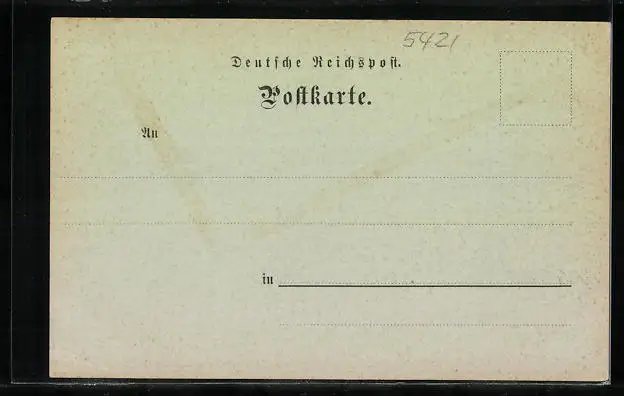 5421
Deutsche Reichspost.
Postkarte.
An
in